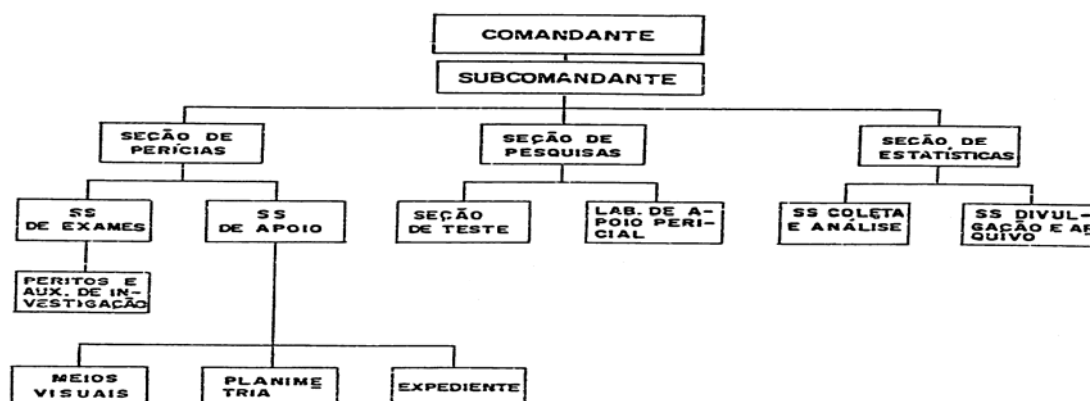 COMANDANTE
SUBCOMANDANTE
SEÇÃO DE
PERÍCIAS
SEÇÃO DE
PESQUISAS
SEÇÃO DE
ESTATÍSTICAS
SS
DE EXAMES
SS
DE APOIO
SEÇÃO
DE TESTE
LAB. DE A-
POIO PERI-
CIAL
SS COLETA
E ANÁLISE
SS DIVUL-
GAÇÃO E AR
QUIVO
PERITOS E
AUX. DE IN-
VESTIGAÇÃO
MEIOS
VISUAIS
PLANIME
TRIA
EXPEDIENTE